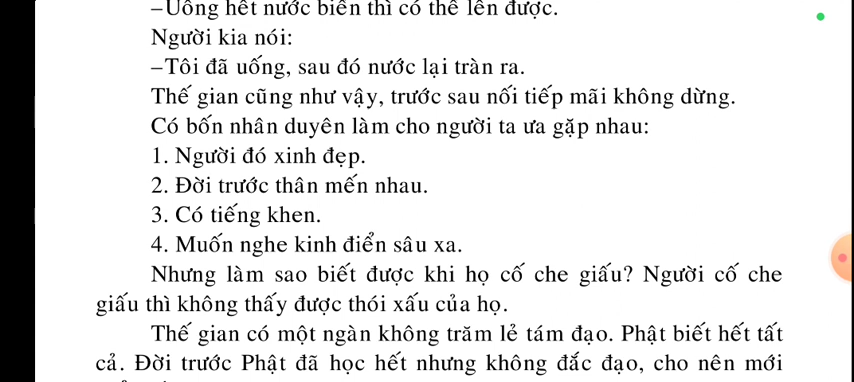 –Uống hết nước biển thì có thể lên được.
Người kia nói:
–Tôi đã uống, sau đó nước lại tràn ra.
Thế gian cũng như vậy, trước sau nối tiếp mãi không dừng.
Có bốn nhân duyên làm cho người ta ưa gặp nhau:
1. Người đó xinh đẹp.
2. Đời trước thân mến nhau.
3. Có tiếng khen.
4. Muốn nghe kinh điển sâu xa.
Nhưng làm sao biết được khi họ cố che giấu? Người cố che
giấu thì không thấy được thói xấu của họ.
Thế gian có một ngàn không trăm lẻ tám đạo. Phật biết hết tất
cả. Đời trước Phật đã học hết nhưng không đắc đạo, cho nên mới